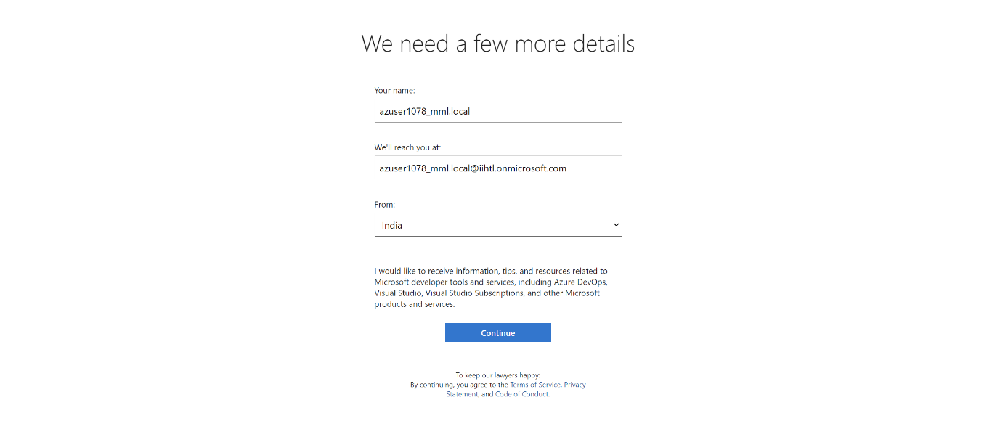 We need a few more details
Your name:
azuser1078_mml.local
We'll reach you at:
azuser1078_mml.local@iihtl.onmicrosoft.com
From:
India
I would like to receive information, tips, and resources related to
Microsoft developer tools and services, including Azure DevOps,
Visual Studio, Visual Studio Subscriptions, and other Microsoft
products and services.
Continue
To keep our lawyers happy:
By continuing, you agree to the Terms of Service, Privacy
Statement, and Code of Conduct.